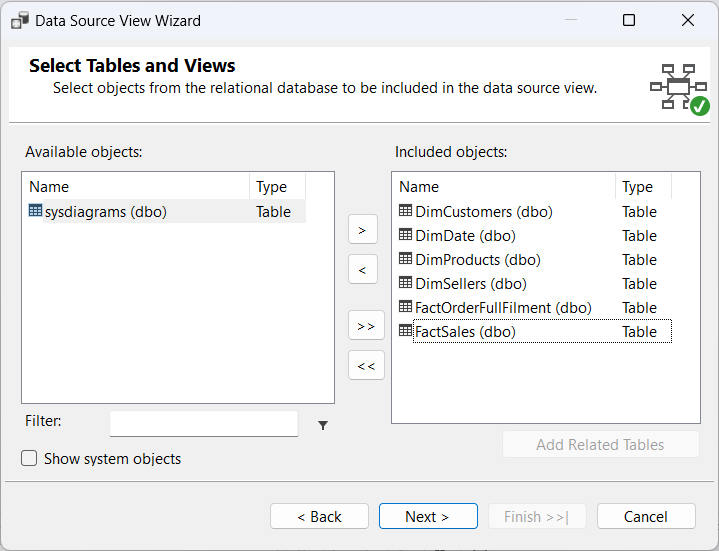 Data Source View Wizard
Select Tables and Views
Select objects from the relational database to be included in the data source view.
Available objects:
Name Type
sysdiagrams (dbo) Table
>
<
>>
<<
Included objects:
Name Type
DimCustomers (dbo) Table
DimDate (dbo) Table
DimProducts (dbo) Table
DimSellers (dbo) Table
FactOrderFullFilment (dbo) Table
FactSales (dbo) Table
Filter:
Add Related Tables
Show system objects
< Back Next > Finish >>| Cancel